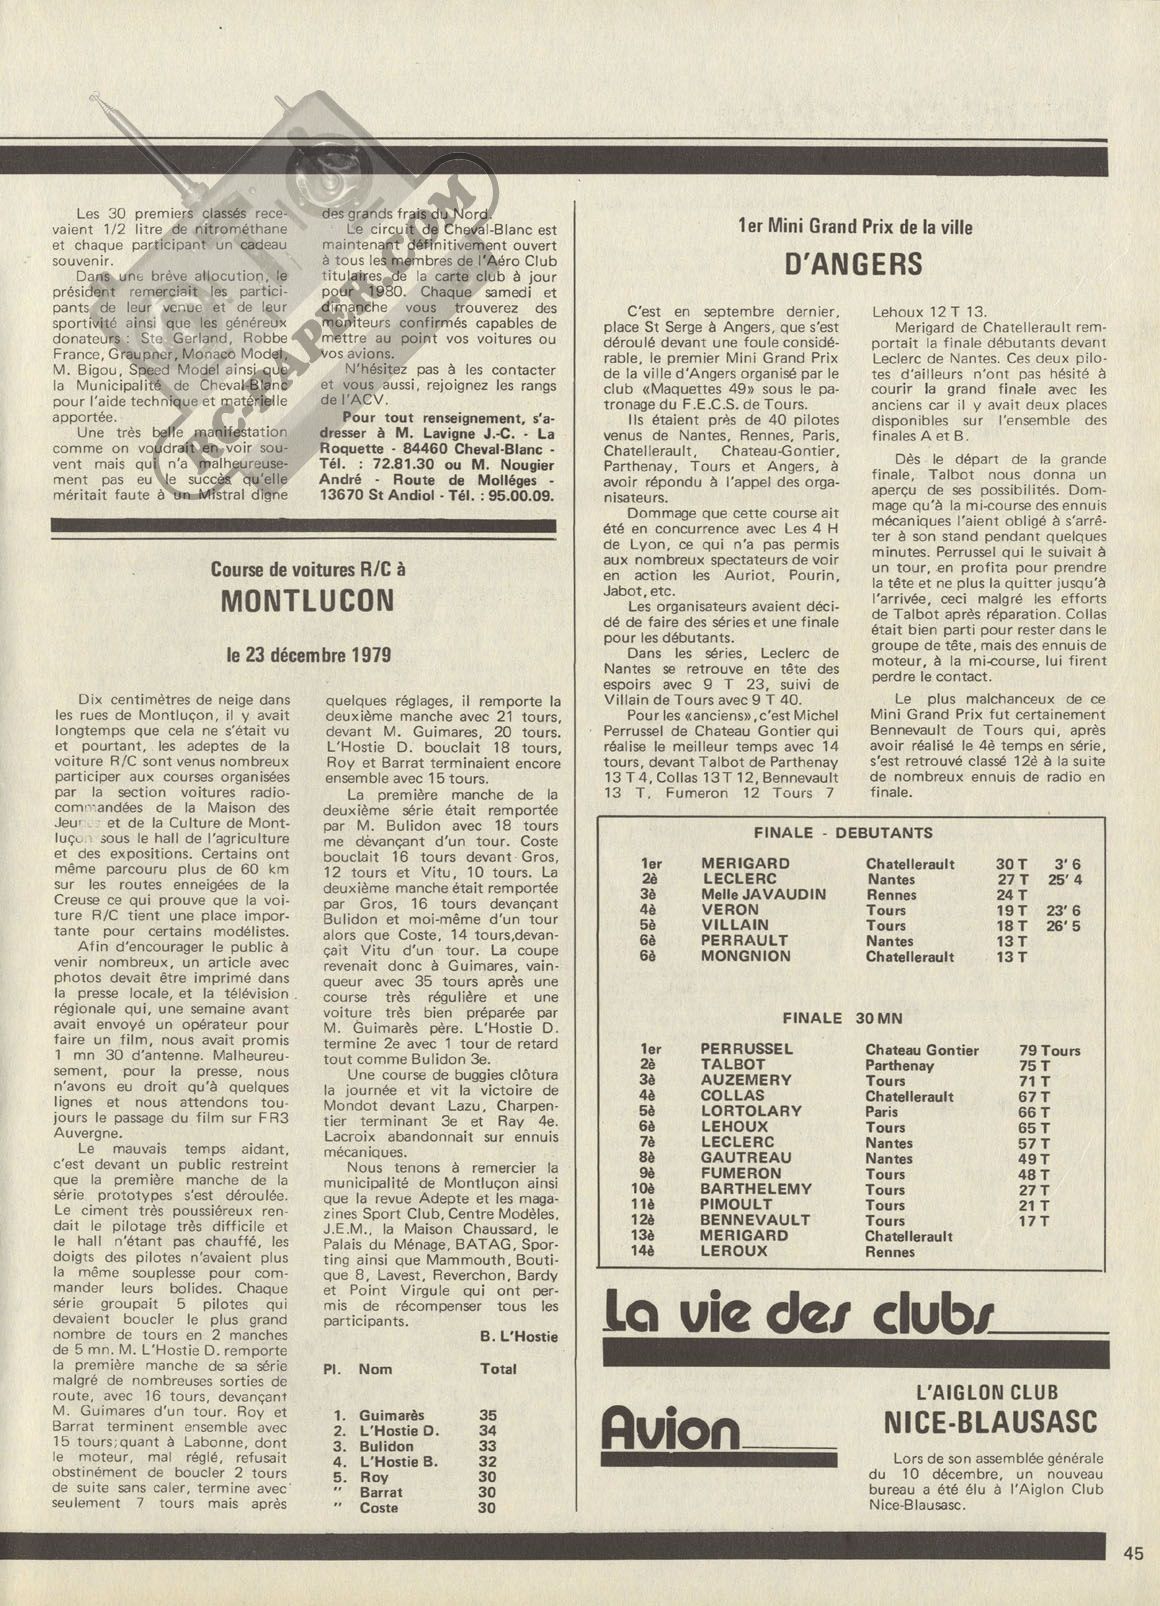 Les 30 premiers classés rece-
vaient 1/2 litre de nitrométhane
et chaque participant un cadeau
souvenir.
Dans une brève allocution, le
président remerciait les partici-
pants de leur venue et de leur
sportivité ainsi que les généreux
donateurs : Ste Gerland, Robbe
France, Graupner, Monaco Model,
M. Bigou, Speed Model ainsi que
la Municipalité de Cheval-Blanc
pour l'aide technique et matérielle
apportée.
Une très belle manifestation
comme on voudrait en voir sou-
vent mais qui n'a malheureuse-
ment pas eu le succès qu'elle
méritait faute à un Mistral digne
des grands frais du Nord.
Le circuit de Cheval-Blanc est
maintenant définitivement ouvert
à tous les membres de l'Aéro Club
titulaires de la carte club à jour
pour 1980. Chaque samedi et
dimanche vous trouverez des
moniteurs confirmés capables de
mettre au point vos voitures ou
vos avions.
N'hésitez pas à les contacter
et vous aussi, rejoignez les rangs
de l'ACV.
Pour tout renseignement, s'a-
dresser à M. Lavigne J.-C. - La
Roquette - 84460 Cheval-Blanc -
Tél. : 72.81.30 ou M. Nougier
André - Route de Molléges -
13670 St Andiol - Tél. : 95.00.09.
RC-PAPER.COM
Course de voitures R/C à
MONTLUCON
le 23 décembre 1979
Dix centimètres de neige dans
les rues de Montluçon, il y avait
longtemps que cela ne s'était vu
et pourtant, les adeptes de la
voiture R/C sont venus nombreux
participer aux courses organisées
par la section voitures radio-
commandées de la Maison des
Jeunes et de la Culture de Mont-
luçon sous le hall de l'agriculture
et des expositions. Certains ont
même parcouru plus de 60 km
sur les routes enneigées de la
Creuse ce qui prouve que la voi-
ture R/C tient une place impor-
tante pour certains modélistes.
Afin d'encourager le public à
venir nombreux, un article avec
photos devait être imprimé dans
la presse locale, et la télévision
régionale qui, une semaine avant
avait envoyé un opérateur pour
faire un film, nous avait promis
1 mn 30 d'antenne. Malheureu-
sement, pour la presse, nous
n'avons eu droit qu'à quelques
lignes et nous attendons tou-
jours le passage du film sur FR3
Auvergne.
Le mauvais temps aidant,
c'est devant un public restreint
que la première manche de la
série prototypes s'est déroulée.
Le ciment très poussiéreux ren-
dait le pilotage très difficile et
le hall n'étant pas chauffé, les
doigts des pilotes n'avaient plus
la même souplesse pour com-
mander leurs bolides. Chaque
série groupait 5 pilotes qui
devaient boucler le plus grand
nombre de tours en 2 manches
de 5 mn. M. L'Hostie D. remporte
la première manche de sa série
malgré de nombreuses sorties de
route, avec 16 tours, devançant
M. Guimares d'un tour. Roy et
Barrat terminent ensemble avec
15 tours; quant à Labonne, dont
le moteur, mal réglé, refusait
obstinément de boucler 2 tours
de suite sans caler, termine avec
seulement 7 tours mais après
quelques réglages, il remporte la
deuxième manche avec 21 tours,
devant M. Guimares, 20 tours.
L'Hostie D. bouclait 18 tours,
Roy et Barrat terminaient encore
ensemble avec 15 tours.
La première manche de la
deuxième série était remportée
par M. Bulidon avec 18 tours
me dévançant d'un tour. Coste
bouclait 16 tours devant Gros,
12 tours et Vitu, 10 tours. La
deuxième manche était remportée
par Gros, 16 tours devançant
Bulidon et moi-même d'un tour
alors que Coste, 14 tours,devan-
çait Vitu d'un tour. La coupe
revenait donc à Guimares, vain-
queur avec 35 tours après une
course très régulière et une
voiture très bien préparée par
M. Guimarès père. L'Hostie D.
termine 2e avec 1 tour de retard
tout comme Bulidon 3e.
Une course de buggies clôtura
la journée et vit la victoire de
Mondot devant Lazu, Charpen-
tier terminant 3e et Ray 4e.
Lacroix abandonnait sur ennuis
mécaniques.
Nous tenons à remercier la
municipalité de Montluçon ainsi
que la revue Adepte et les maga-
zines Sport Club, Centre Modèles,
J.E.M., la Maison Chaussard, le
Palais du Ménage, BATAG, Spor-
ting ainsi que Mammouth, Bouti-
que 8, Lavest, Reverchon, Bardy
et Point Virgule qui ont per-
mis de récompenser tous les
participants.
B. L'Hostie
Pl. Nom Total
1. Guimarès 35
2. L'Hostie D. 34
3. Bulidon 33
4. L'Hostie B. 32
5. Roy 30
" Barrat 30
" Coste 30
1er Mini Grand Prix de la ville
D'ANGERS
C'est en septembre dernier,
place St Serge à Angers, que s'est
déroulé devant une foule considé-
rable, le premier Mini Grand Prix
de la ville d'Angers organisé par le
club «Maquettes 49» sous le pa-
tronage du F.E.C.S. de Tours.
Ils étaient près de 40 pilotes
venus de Nantes, Rennes, Paris,
Chatellerault, Chateau-Gontier,
Parthenay, Tours et Angers, à
avoir répondu à l'appel des orga-
nisateurs.
Dommage que cette course ait
été en concurrence avec Les 4 H
de Lyon, ce qui n'a pas permis
aux nombreux spectateurs de voir
en action les Auriot, Pourin,
Jabot, etc.
Les organisateurs avaient déci-
dé de faire des séries et une finale
pour les débutants.
Dans les séries, Leclerc de
Nantes se retrouve en tête des
espoirs avec 9 T 23, suivi de
Villain de Tours avec 9 T 40.
Pour les «anciens», c'est Michel
Perrussel de Chateau Gontier qui
réalise le meilleur temps avec 14
tours, devant Talbot de Parthenay
13 T 4, Collas 13 T 12, Bennevault
13 T, Fumeron 12 Tours 7
Lehoux 12 T 13.
Merigard de Chatellerault rem-
portait la finale débutants devant
Leclerc de Nantes. Ces deux pilo-
tes d'ailleurs n'ont pas hésité à
courir la grand finale avec les
anciens car il y avait deux places
disponibles sur l'ensemble des
finales A et B.
Dès le départ de la grande
finale, Talbot nous donna un
aperçu de ses possibilités. Dom-
mage qu'à la mi-course des ennuis
mécaniques l'aient obligé à s'arrê-
ter à son stand pendant quelques
minutes. Perrussel qui le suivait à
un tour, en profita pour prendre
la tête et ne plus la quitter jusqu'à
l'arrivée, ceci malgré les efforts
de Talbot après réparation. Collas
était bien parti pour rester dans le
groupe de tête, mais des ennuis de
moteur, à la mi-course, lui firent
perdre le contact.
Le plus malchanceux de ce
Mini Grand Prix fut certainement
Bennevault de Tours qui, après
avoir réalisé le 4è temps en série,
s'est retrouvé classé 12è à la suite
de nombreux ennuis de radio en
finale.
FINALE - DEBUTANTS
1er MERIGARD Chatellerault 30 T 3' 6
2è LECLERC Nantes 27 T 25' 4
3è Melle JAVAUDIN Rennes 24 T
4è VERON Tours 19 T 23' 6
5è VILLAIN Tours 18 T 26' 5
6è PERRAULT Nantes 13 T
6è MONGNION Chatellerault 13 T
FINALE 30 MN
1er PERRUSSEL Chateau Gontier 79 Tours
2è TALBOT Parthenay 75 T
3è AUZEMERY Tours 71 T
4è COLLAS Chatellerault 67 T
5è LORTOLARY Paris 66 T
6è LEHOUX Tours 65 T
7è LECLERC Nantes 57 T
8è GAUTREAU Nantes 49 T
9è FUMERON Tours 48 T
10è BARTHELEMY Tours 27 T
11è PIMOULT Tours 21 T
12è BENNEVAULT Tours 17 T
13è MERIGARD Chatellerault
14è LEROUX Rennes
La vie des clubs
Avion
L'AIGLON CLUB
NICE-BLAUSASC
Lors de son assemblée générale
du 10 décembre, un nouveau
bureau a été élu à l'Aiglon Club
Nice-Blausasc.
45